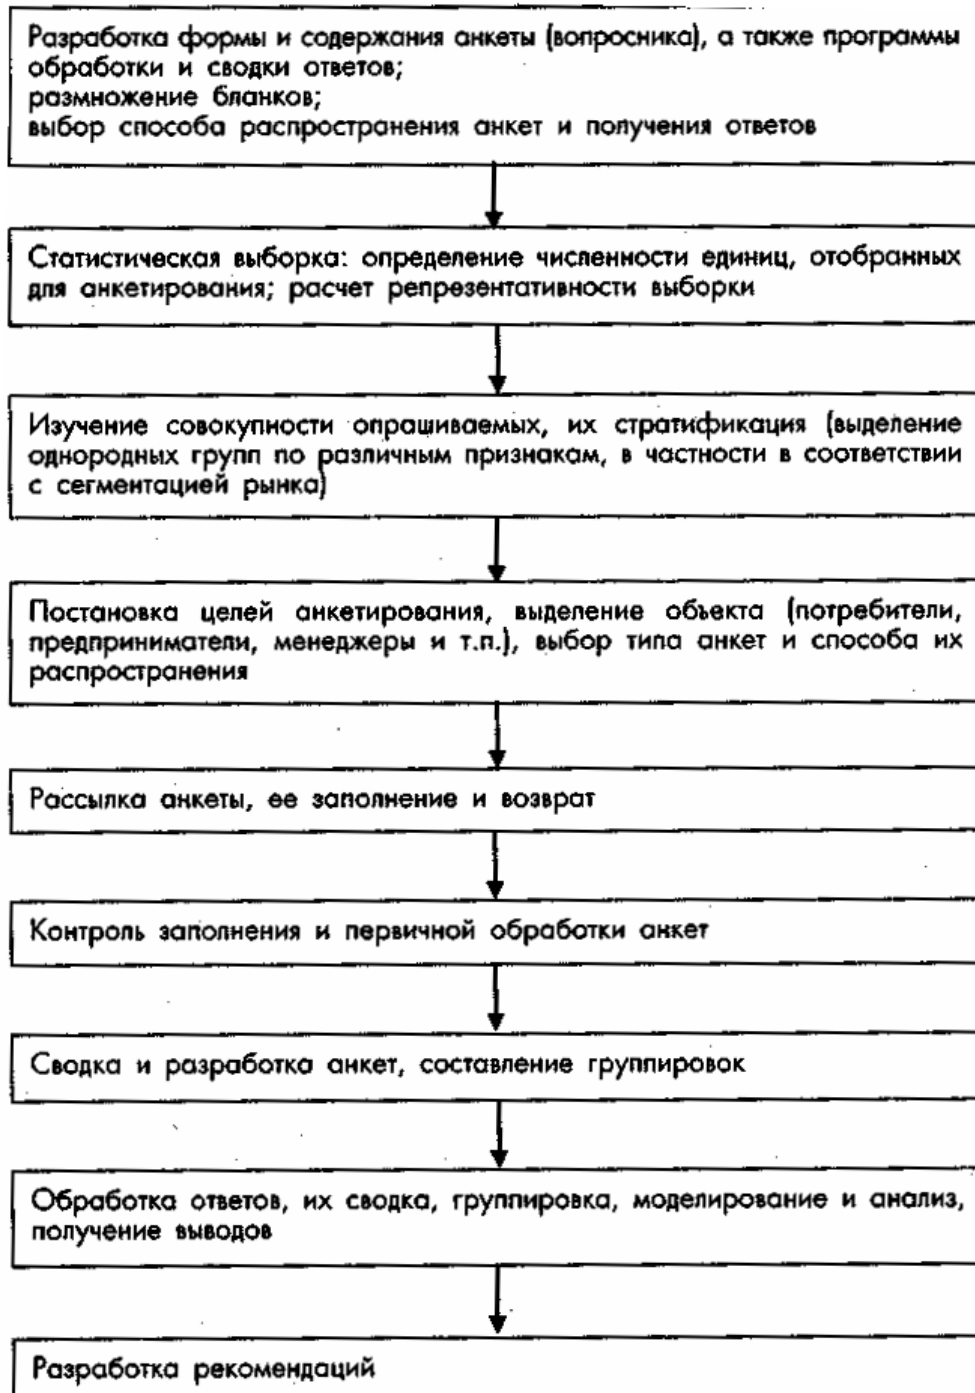 Разработка формы и содержания анкеты (вопросника), а также программы
обработки и сводки ответов;
размножение бланков;
выбор способа распространения анкет и получения ответов
Статистическая выборка: определение численности единиц, отобранных
для анкетирования; расчет репрезентативности выборки
Изучение совокупности опрашиваемых, их стратификация (выделение
однородных групп по различным признакам, в частности в соответствии
с сегментацией рынка)
Постановка целей анкетирования, выделение объекта (потребители,
предприниматели, менеджеры и т.п.), выбор типа анкет и способа их
распространения
Рассылка анкеты, ее заполнение и возврат
Контроль заполнения и первичной обработки анкет
Сводка и разработка анкет, составление группировок
Обработка ответов, их сводка, группировка, моделирование и анализ,
получение выводов
Разработка рекомендаций